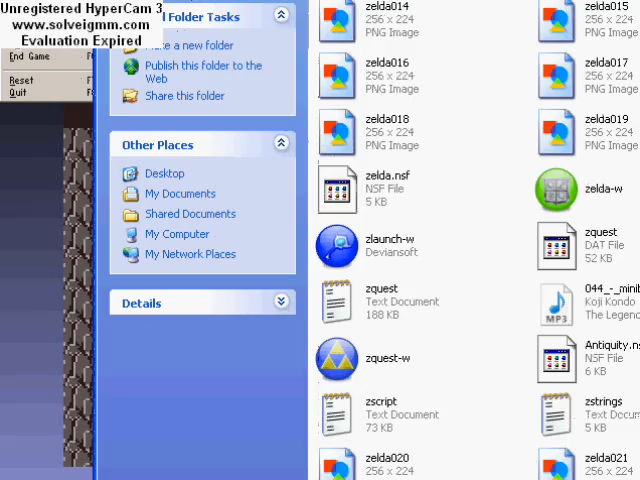 Unregistered HyperCam 3
www.solveigmm.com
Evaluation Expired
End Game
Reset
Quit
Folder Tasks
Make a new folder
Publish this folder to the
Web
Share this folder
Other Places
Desktop
My Documents
Shared Documents
My Computer
My Network Places
Details
zelda014
256 x 224
PNG Image
zelda015
256 x 224
PNG Image
zelda016
256 x 224
PNG Image
zelda017
256 x 224
PNG Image
zelda018
256 x 224
PNG Image
zelda019
256 x 224
PNG Image
zelda.nsf
NSF File
5 KB
zelda-w
zlaunch-w
Deviansoft
zquest
DAT File
52 KB
zquest
Text Document
188 KB
044_-_minib
Koji Kondo
The Legen
MP3
zquest-w
Antiquity.ns
NSF File
6 KB
zscript
Text Document
73 KB
zstrings
Text Docum
5 KB
zelda020
256 x 224
zelda021
256 x 224